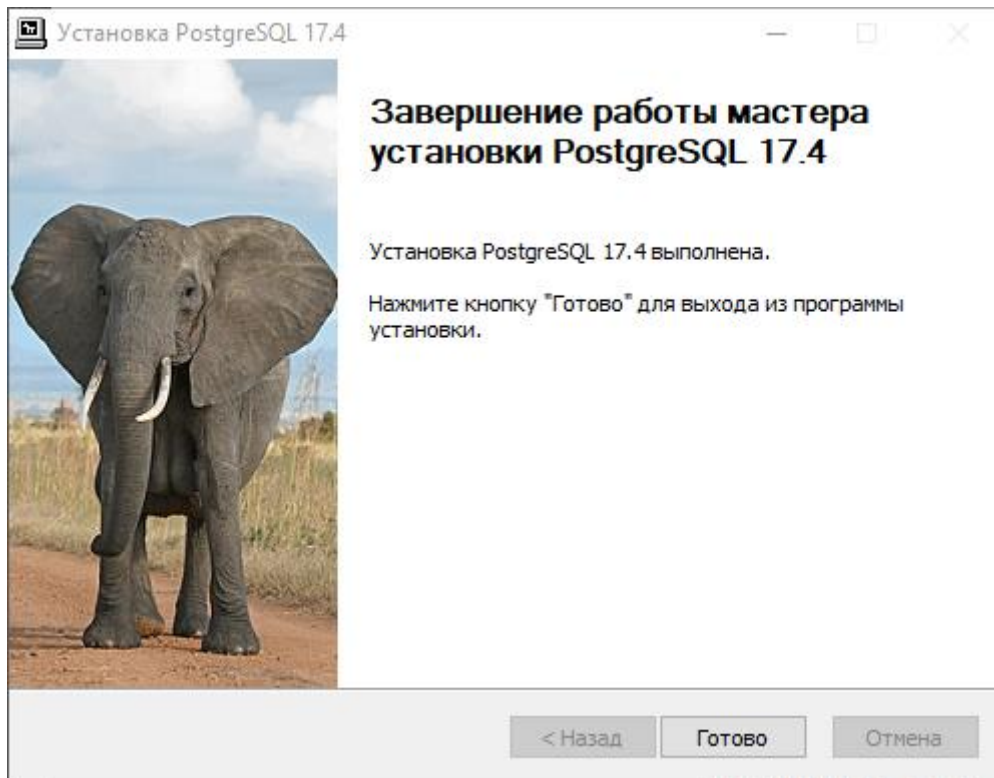 Установка PostgreSQL 17.4
Завершение работы мастера
установки PostgreSQL 17.4
Установка PostgreSQL 17.4 выполнена.
Нажмите кнопку "Готово" для выхода из программы
установки.
< Назад
Готово
Отмена